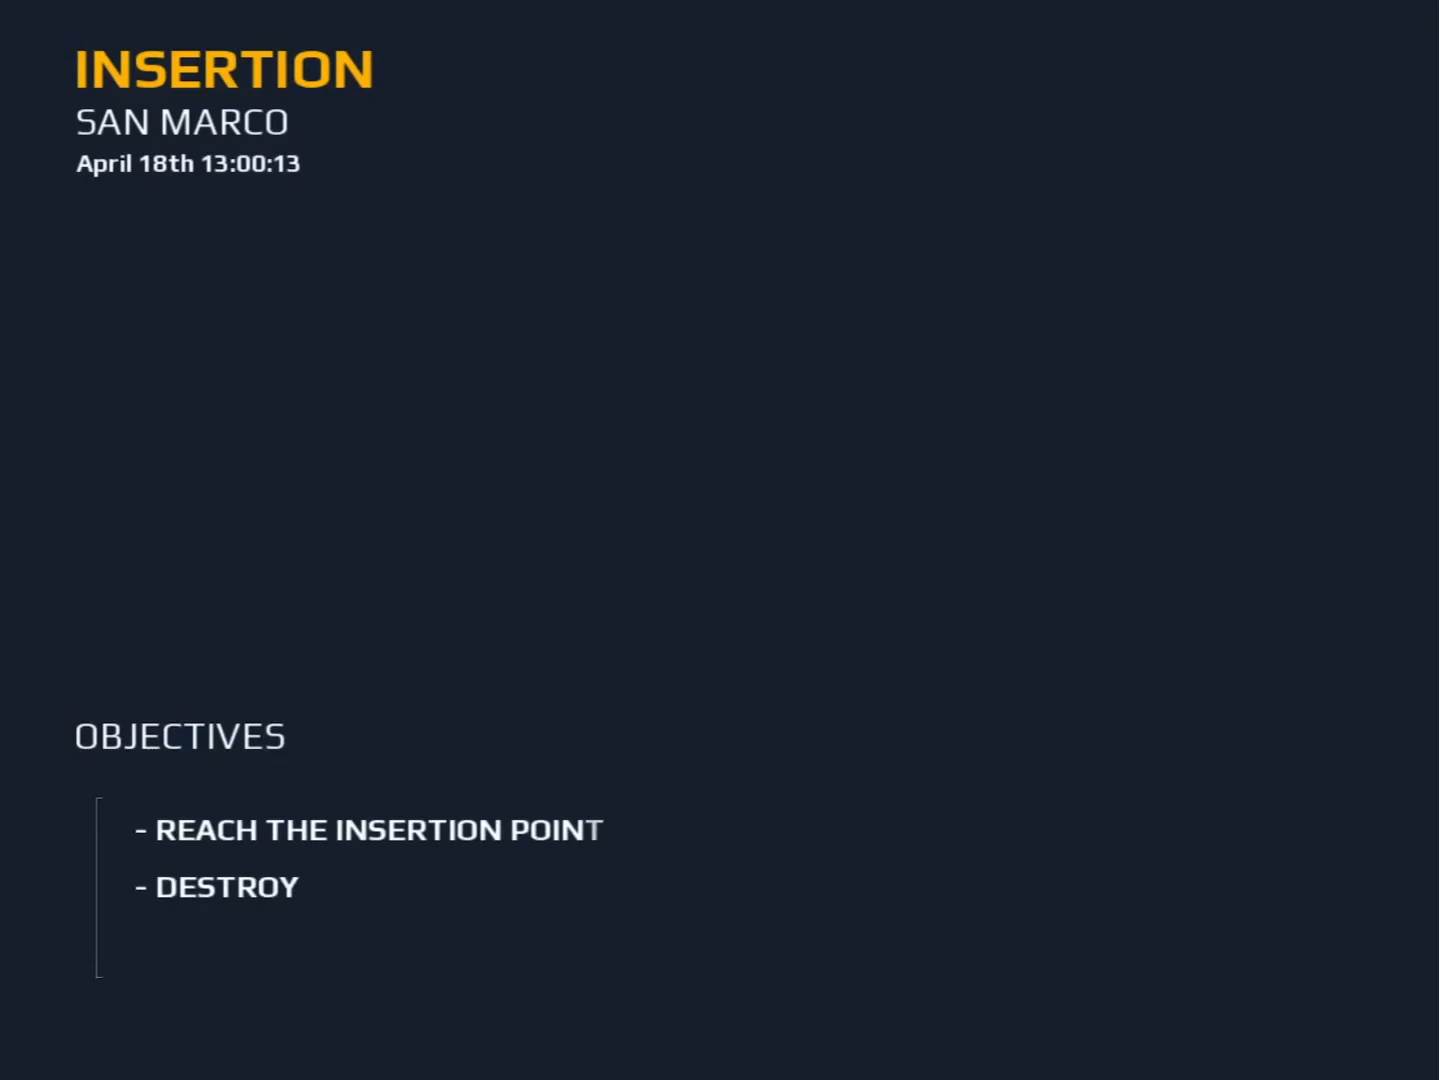 INSERTION
SAN MARCO
April 18th 13:00:13
OBJECTIVES
- REACH THE INSERTION POINT
- DESTROY